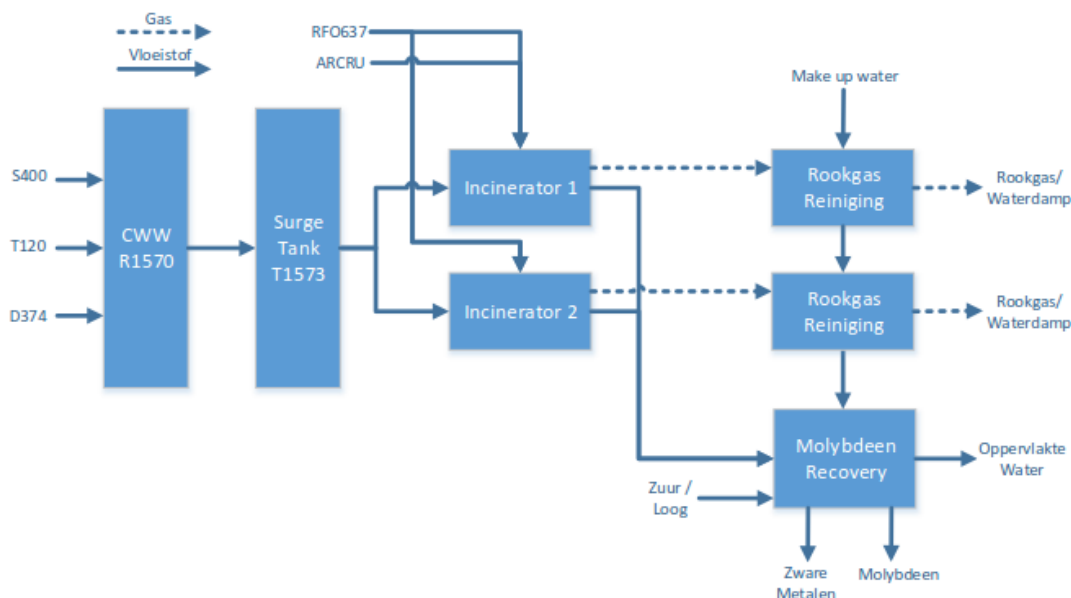 Gas
Vloeistof
RFO637
ARCRU
Make up water
S400
T120
D374
CWW
R1570
Surge
Tank
T1573
Incinerator 1
Incinerator 2
Rookgas
Reiniging
Rookgas/
Waterdamp
Rookgas
Reiniging
Rookgas/
Waterdamp
Molybdeen
Recovery
Oppervlakte
Water
Zuur /
Loog
Zware
Metalen
Molybdeen